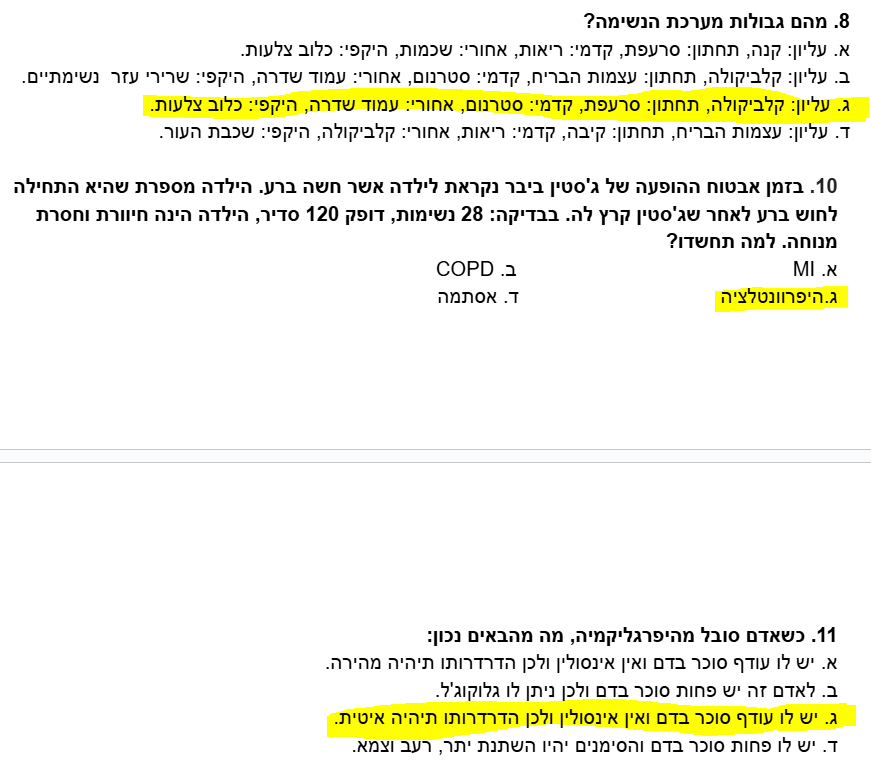 8. מהם גבולות מערכת הנשימה?
א. עליון: קנה, תחתון: סרעפת, קדמי: ריאות, אחורי: שכמות, היקפי: כלוב צלעות.
ב. עליון: קלביקולה, תחתון: עצמות הבריח, קדמי: סטרנום, אחורי: עמוד שדרה, היקפי: שרירי עזר נשימתיים.
ג. עליון: קלביקולה, תחתון: סרעפת, קדמי: סטרנום, אחורי: עמוד שדרה, היקפי: כלוב צלעות.
ד. עליון: עצמות הבריח, תחתון: קיבה, קדמי: ריאות, אחורי: קלביקולה, היקפי: שכבת העור.
10. בזמן אבטוח ההופעה של ג'סטין ביבר נקראת לילדה אשר חשה ברע. הילדה מספרת שהיא התחילה
לחוש ברע לאחר שג'סטין קרץ לה. בבדיקה: 28 נשימות, דופק 120 סדיר, הילדה הינה חיוורת וחסרת
מנוחה. למה תחשדו?
א. MI ב. COPD
ג.היפרוונטלציה ד. אסתמה
11. כשאדם סובל מהיפרגליקמיה, מה מהבאים נכון:
א. יש לו עודף סוכר בדם ואין אינסולין ולכן הדרדרותו תיהיה מהירה.
ב. לאדם זה יש פחות סוכר בדם ולכן ניתן לו גלוקוג'ל.
ג. יש לו עודף סוכר בדם ואין אינסולין ולכן הדרדרותו תיהיה איטית.
ד. יש לו פחות סוכר בדם והסימנים יהיו השתנת יתר, רעב וצמא.